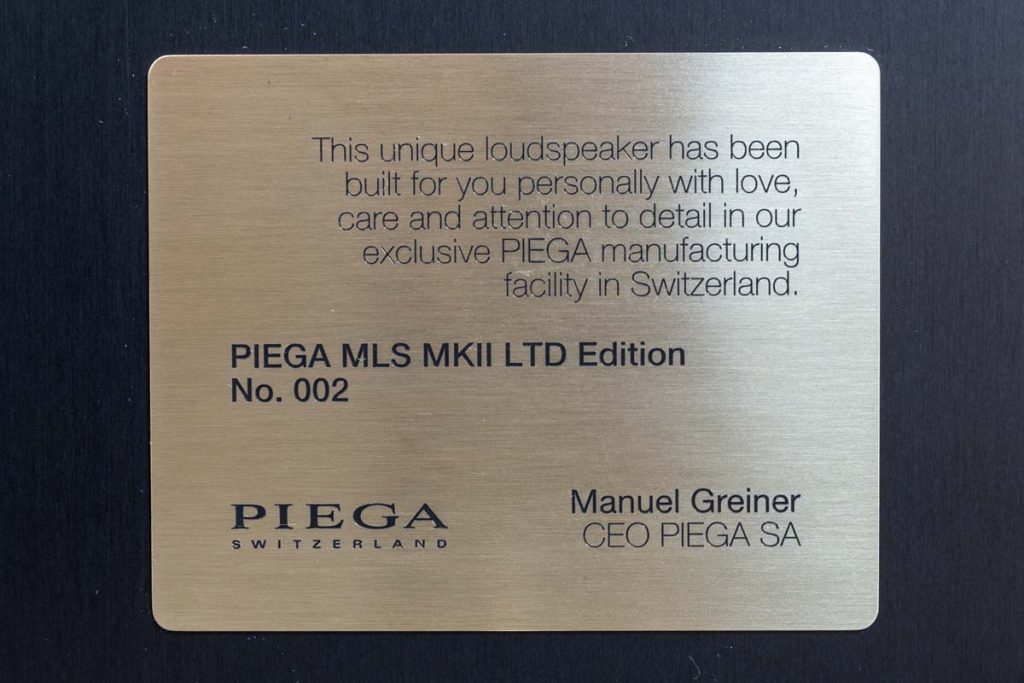 This unique loudspeaker has been
built for you personally with love,
care and attention to detail in our
exclusive PIEGA manufacturing
facility in Switzerland.
PIEGA MLS MKII LTD Edition
No. 002
PIEGA
SWITZERLAND
Manuel Greiner
CEO PIEGA SA